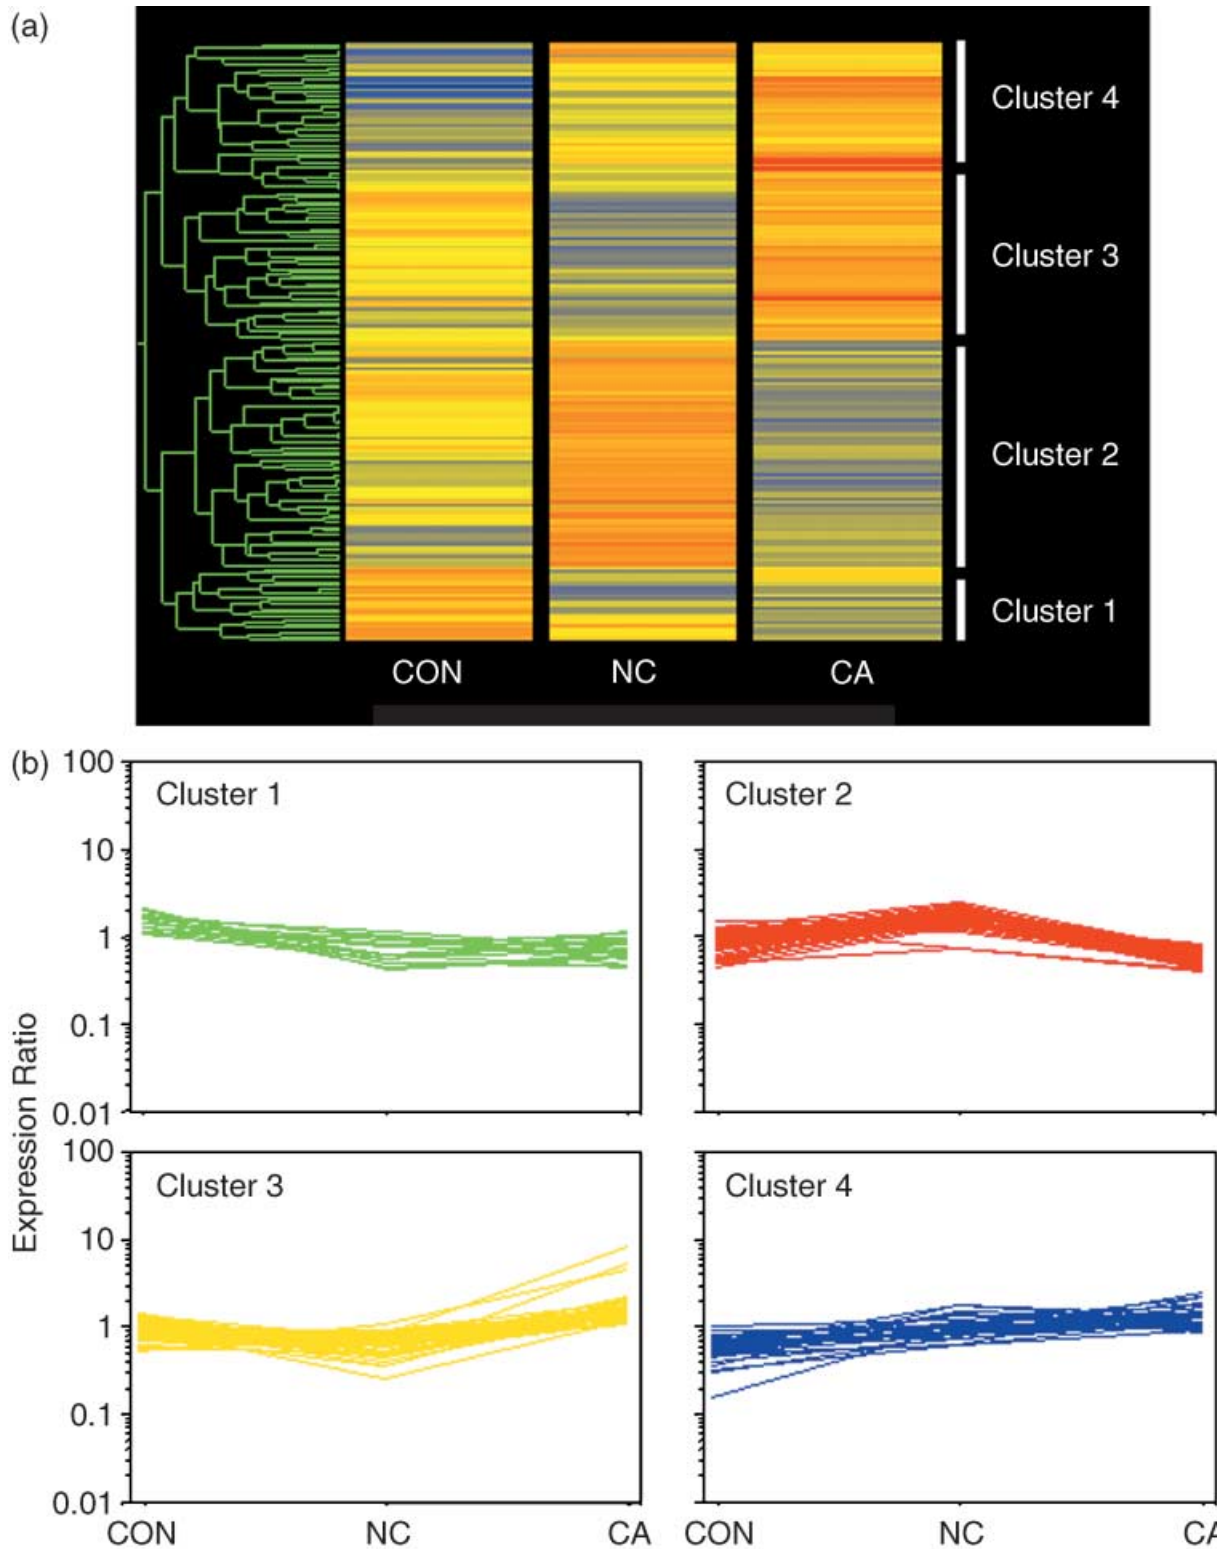 (a)
Cluster 4
Cluster 3
Cluster 2
Cluster 1
CON NC CA
(b)
Expression Ratio
100
10
1
0.1
0.01
Cluster 1
Cluster 2
100
10
1
0.1
0.01
Cluster 3
Cluster 4
CON NC CA CON NC CA